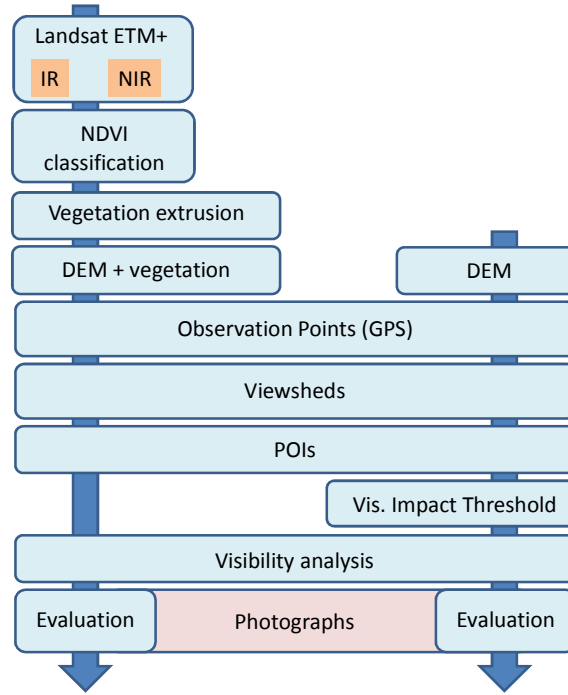 Landsat ETM+
IR NIR
NDVI
classification
Vegetation extrusion
DEM + vegetation
DEM
Observation Points (GPS)
Viewsheds
POIs
Vis. Impact Threshold
Visibility analysis
Evaluation
Photographs
Evaluation